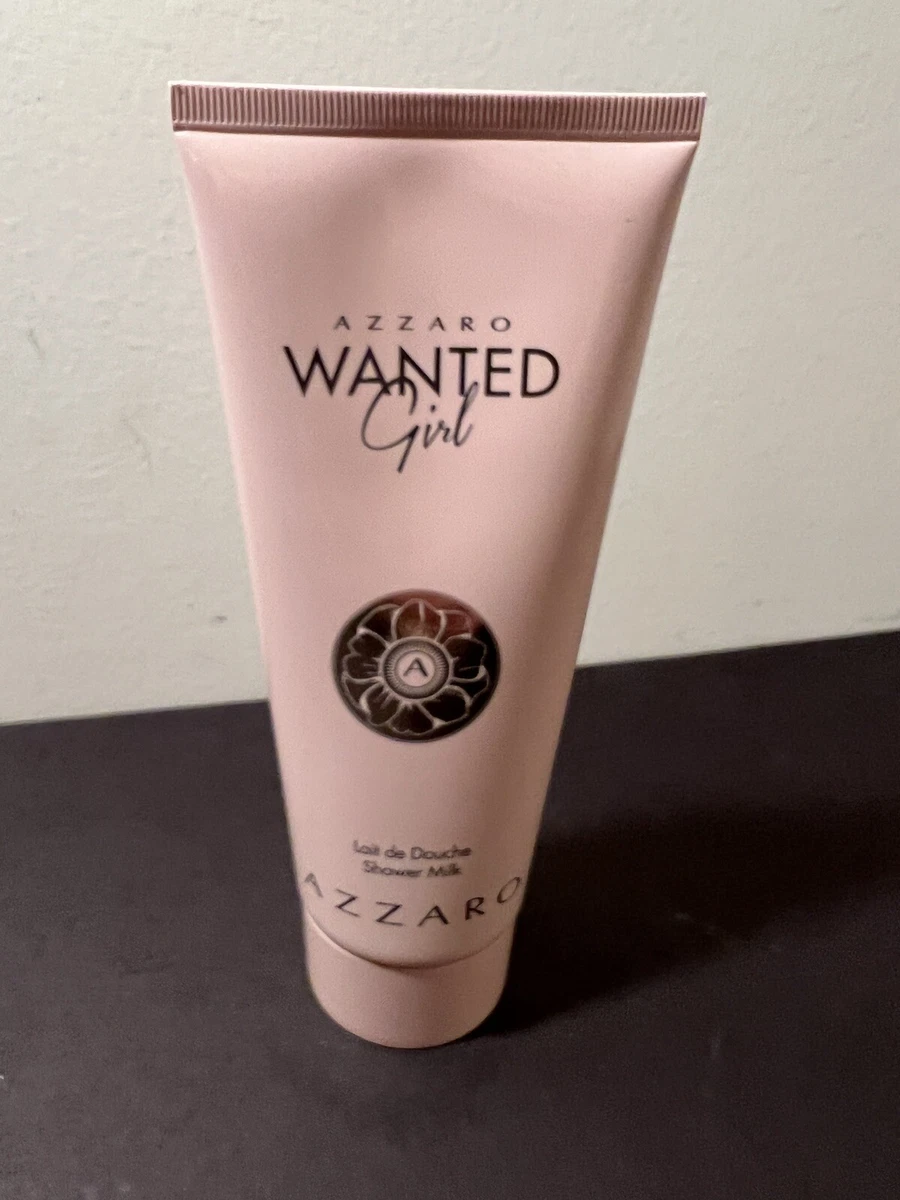 AZZARO
WANTED
Girl
A
Lait de Douche
Shower Milk
AZZARO